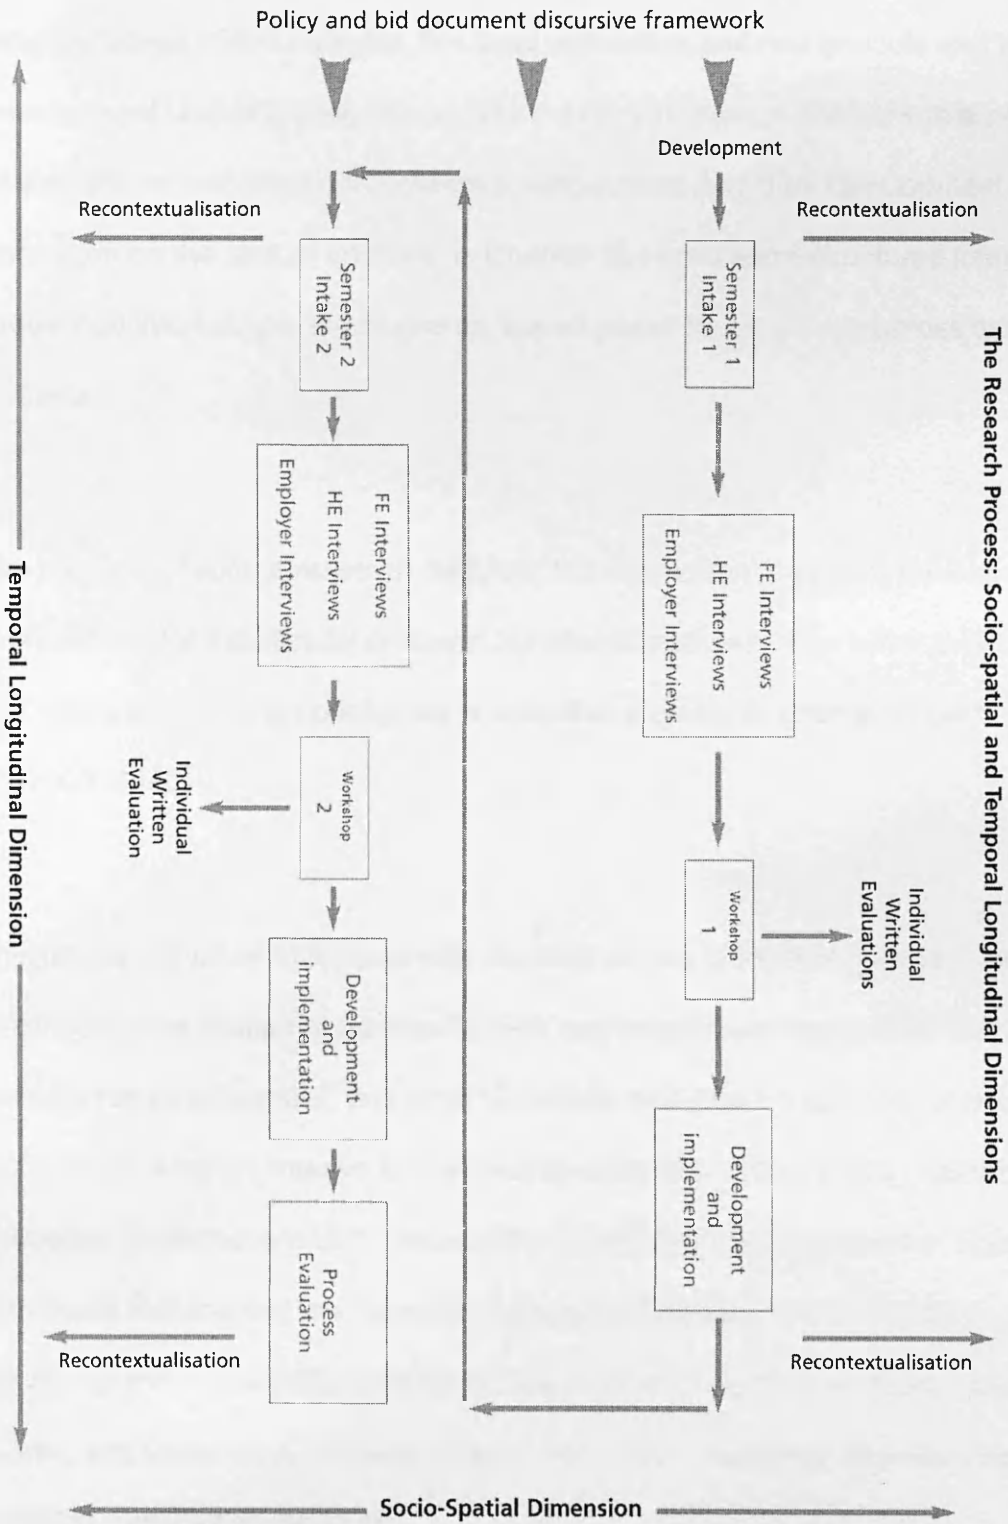 The Research Process: Socio-spatial and Temporal Longitudinal Dimensions
Policy and bid document discursive framework
Development
Recontextualisation
Semester 1
Intake 1
FE Interviews
HE Interviews
Employer Interviews
Workshop
1
Individual
Written
Evaluations
Development
and
implementation
Recontextualisation
Recontextualisation
Semester 2
Intake 2
FE Interviews
HE Interviews
Employer Interviews
Workshop
2
Individual
Written
Evaluation
Development
and
implementation
Process
Evaluation
Recontextualisation
Temporal Longitudinal Dimension
Socio-Spatial Dimension